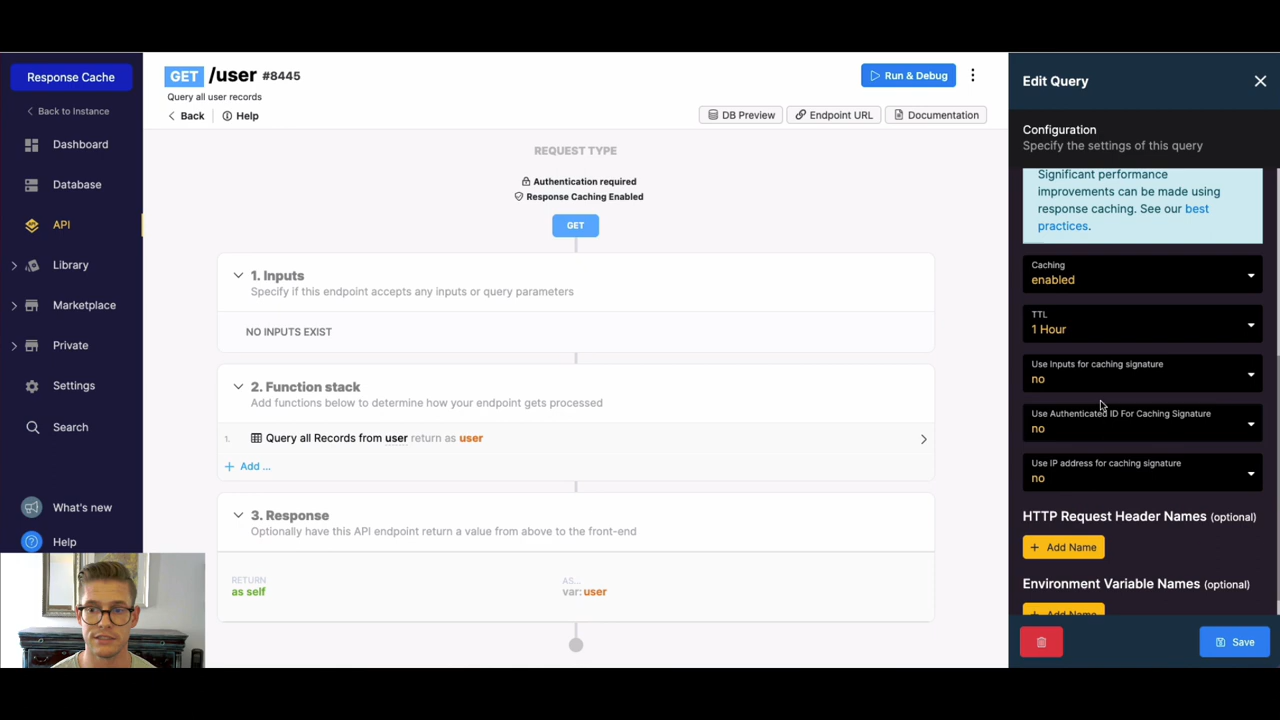 Response Cache
Back to Instance
Dashboard
Database
API
Library
Marketplace
Private
Settings
Search
What's new
Help
GET /user #8445
Query all user records
Back
Help
Run & Debug
DB Preview
Endpoint URL
Documentation
REQUEST TYPE
Authentication required
Response Caching Enabled
GET
1. Inputs
Specify if this endpoint accepts any inputs or query parameters
NO INPUTS EXIST
2. Function stack
Add functions below to determine how your endpoint gets processed
1. Query all Records from user return as user
+ Add ...
3. Response
Optionally have this API endpoint return a value from above to the front-end
RETURN
as self
AS...
var: user
Edit Query
Configuration
Specify the settings of this query
Significant performance
improvements can be made using
response caching. See our best
practices.
Caching
enabled
TTL
1 Hour
Use Inputs for caching signature
no
Use Authenticated ID For Caching Signature
no
Use IP address for caching signature
no
HTTP Request Header Names (optional)
+ Add Name
Environment Variable Names (optional)
+ Add Name
Save